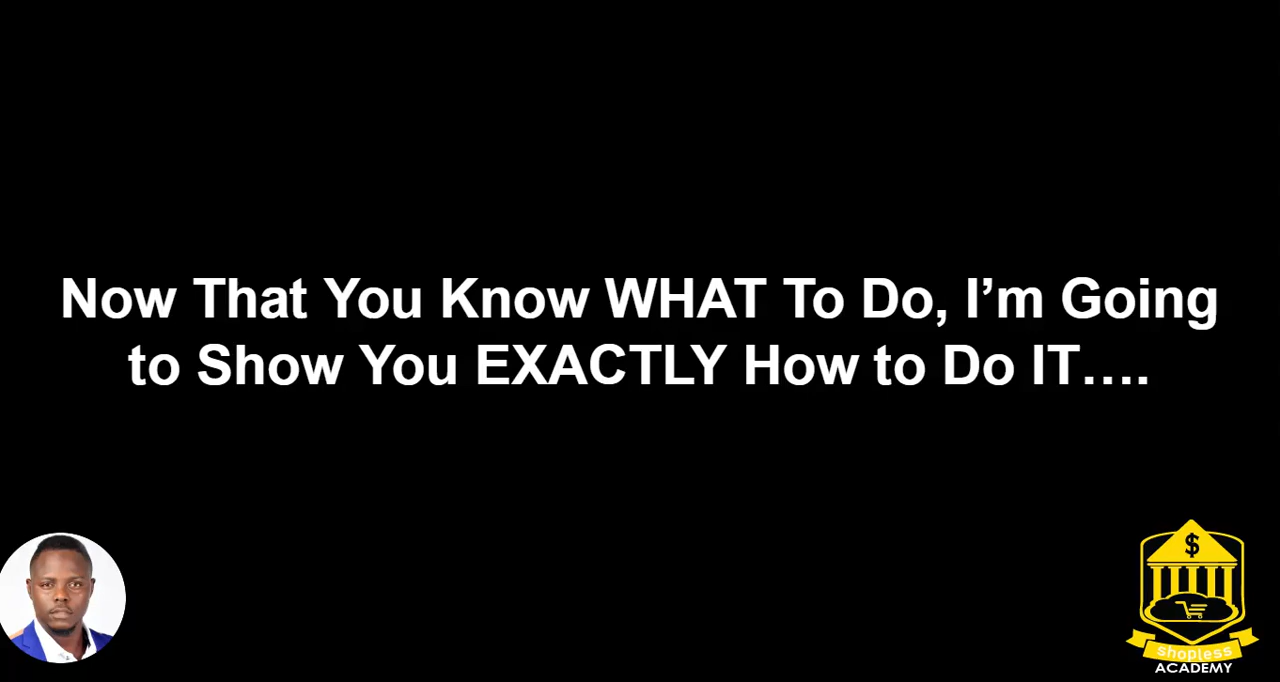 Now That You Know WHAT To Do, I’m Going
to Show You EXACTLY How to Do IT….
$
shopless
ACADEMY